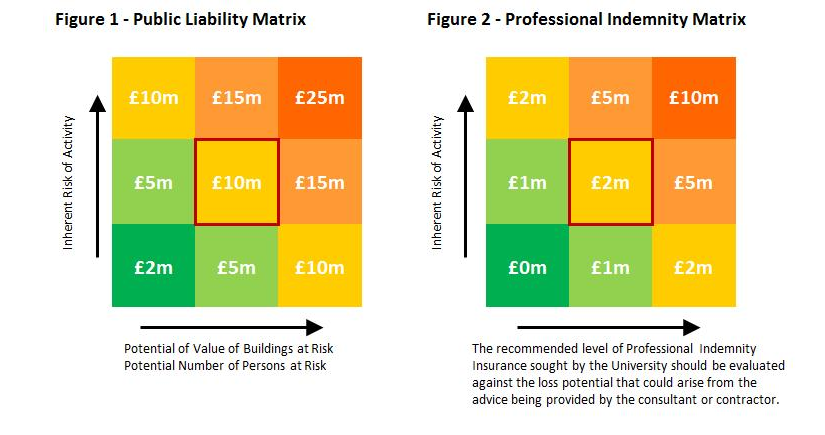 Figure 1 - Public Liability Matrix
Inherent Risk of Activity
£10m £15m £25m
£5m £10m £15m
£2m £5m £10m
Potential of Value of Buildings at Risk
Potential Number of Persons at Risk
Figure 2 - Professional Indemnity Matrix
Inherent Risk of Activity
£2m £5m £10m
£1m £2m £5m
£0m £1m £2m
The recommended level of Professional Indemnity
Insurance sought by the University should be evaluated
against the loss potential that could arise from the
advice being provided by the consultant or contractor.